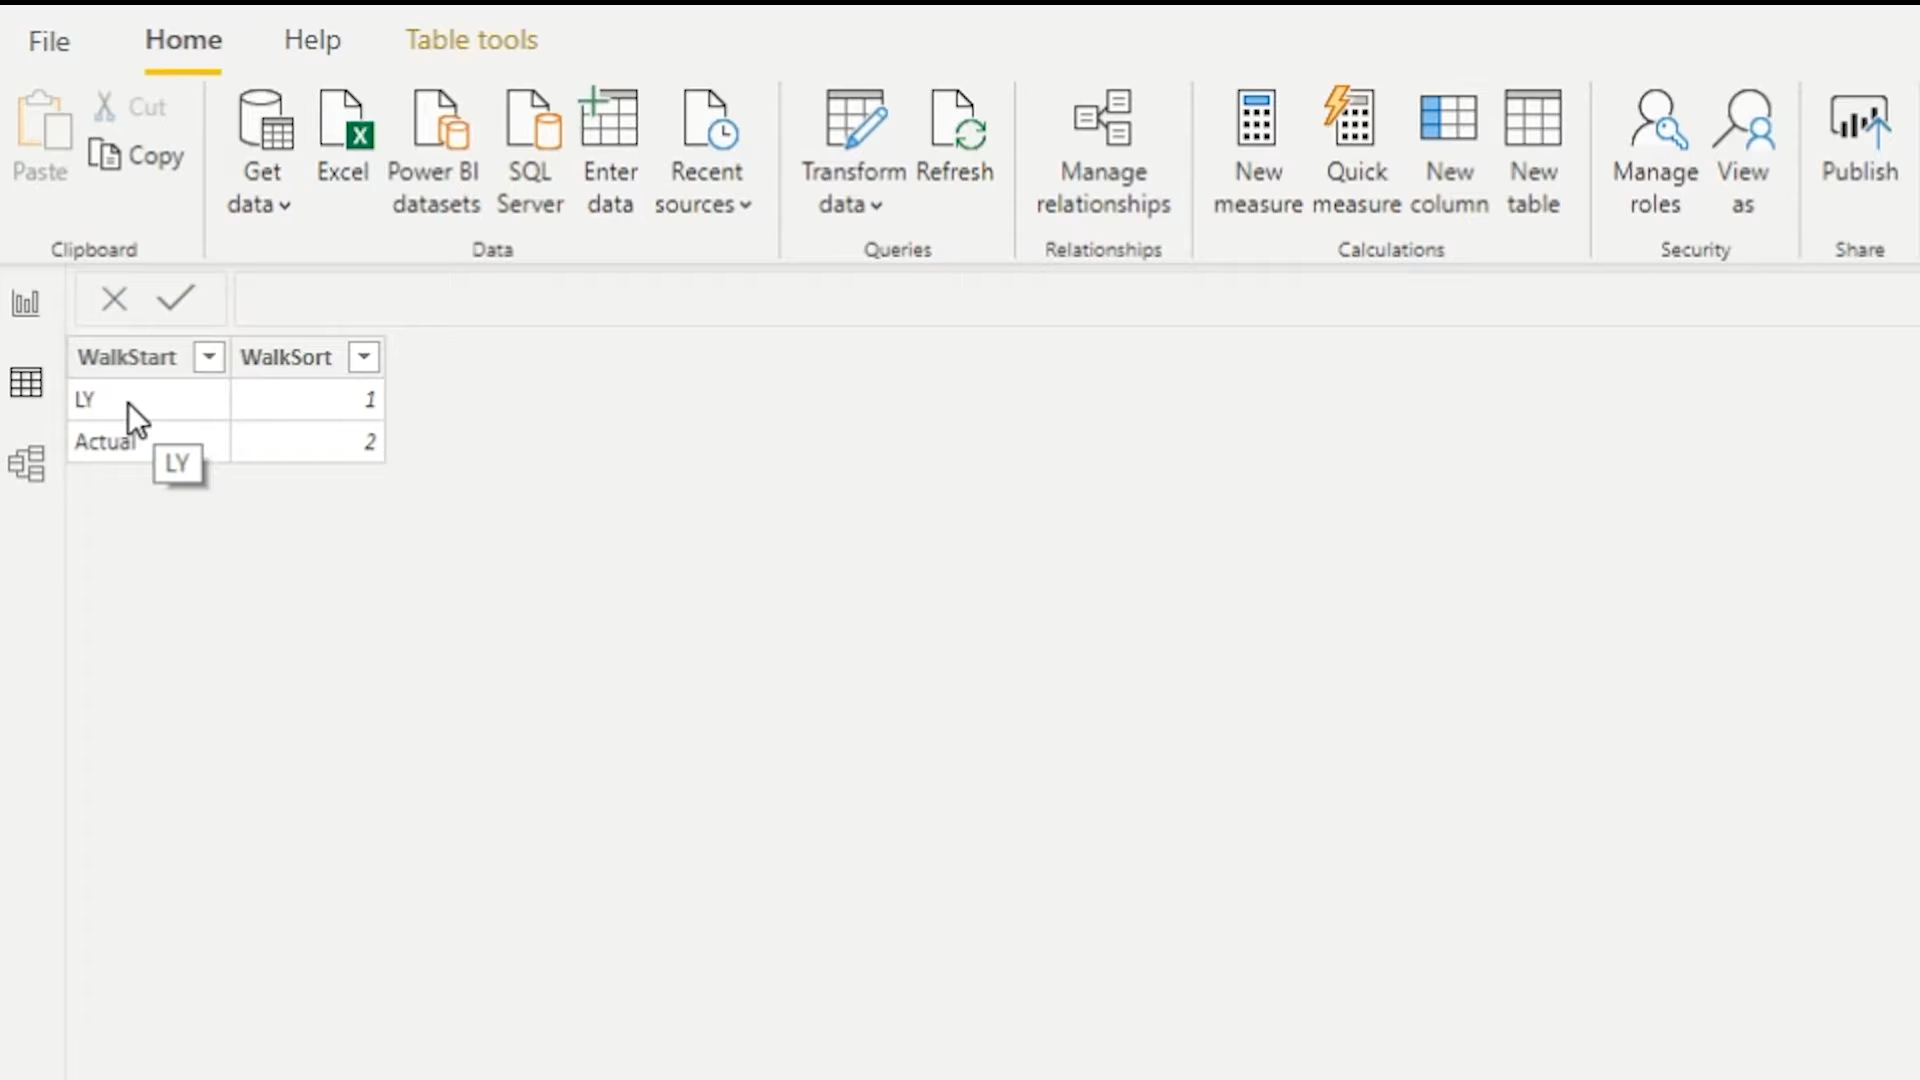 File Home Help Table tools
Paste Cut Copy
Get data Excel Power BI datasets SQL Server Enter data Recent sources Transform data Refresh Manage relationships New measure Quick measure New column New table Manage roles View as Publish
Clipboard Data Queries Relationships Calculations Security Share
WalkStart WalkSort
LY 1
Actual 2
LY